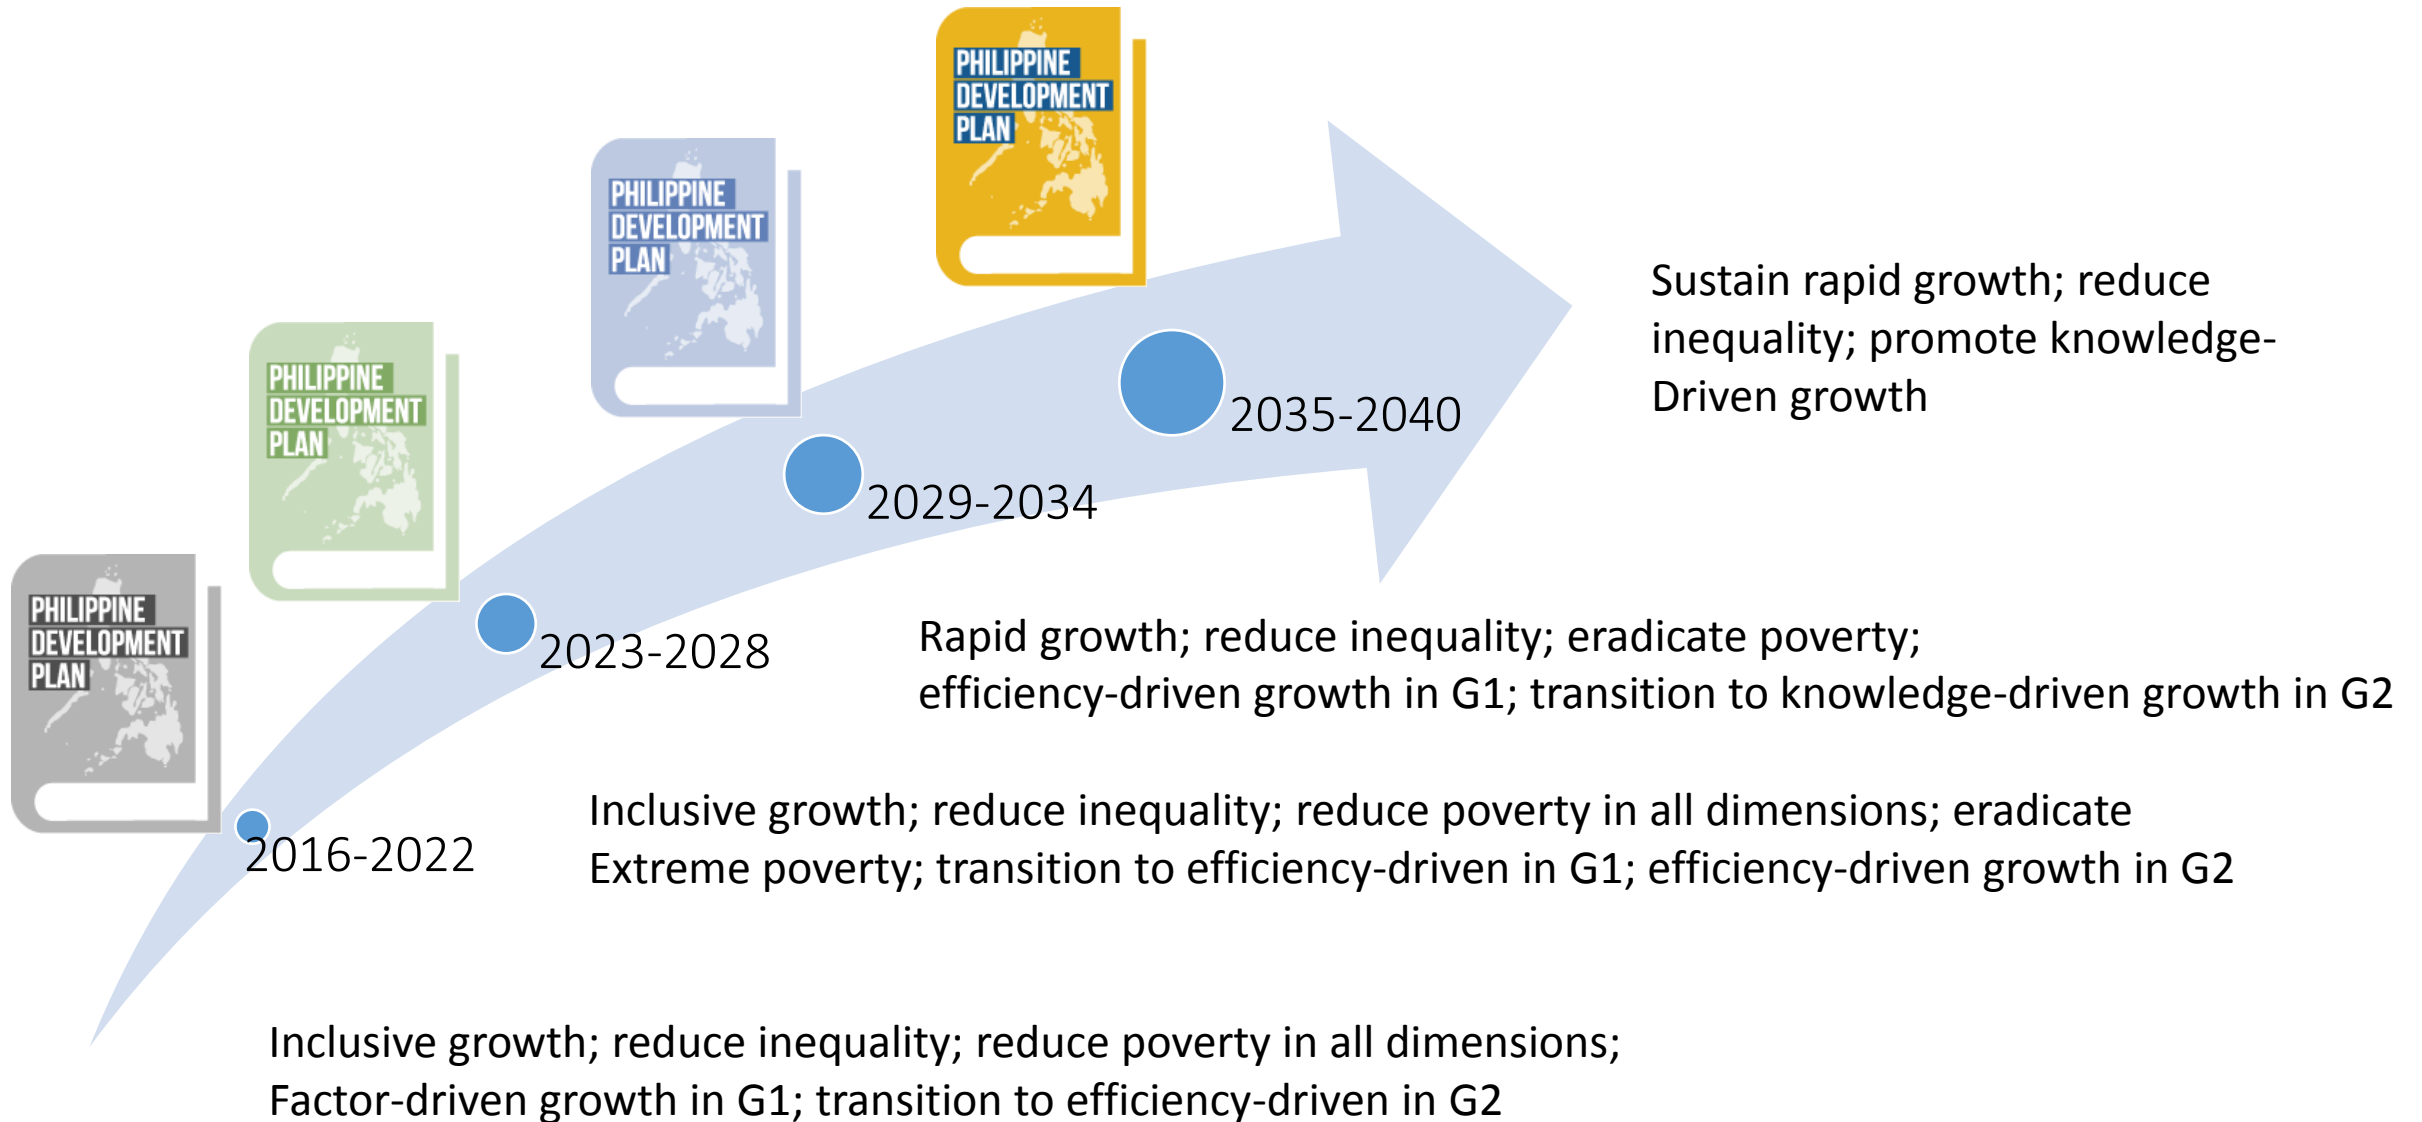 PHILIPPINE
DEVELOPMENT
PLAN
PHILIPPINE
DEVELOPMENT
PLAN
PHILIPPINE
DEVELOPMENT
PLAN
PHILIPPINE
DEVELOPMENT
PLAN
2035-2040
Sustain rapid growth; reduce
inequality; promote knowledge-
Driven growth
2029-2034
Rapid growth; reduce inequality; eradicate poverty;
efficiency-driven growth in G1; transition to knowledge-driven growth in G2
2023-2028
Inclusive growth; reduce inequality; reduce poverty in all dimensions; eradicate
Extreme poverty; transition to efficiency-driven in G1; efficiency-driven growth in G2
2016-2022
Inclusive growth; reduce inequality; reduce poverty in all dimensions;
Factor-driven growth in G1; transition to efficiency-driven in G2